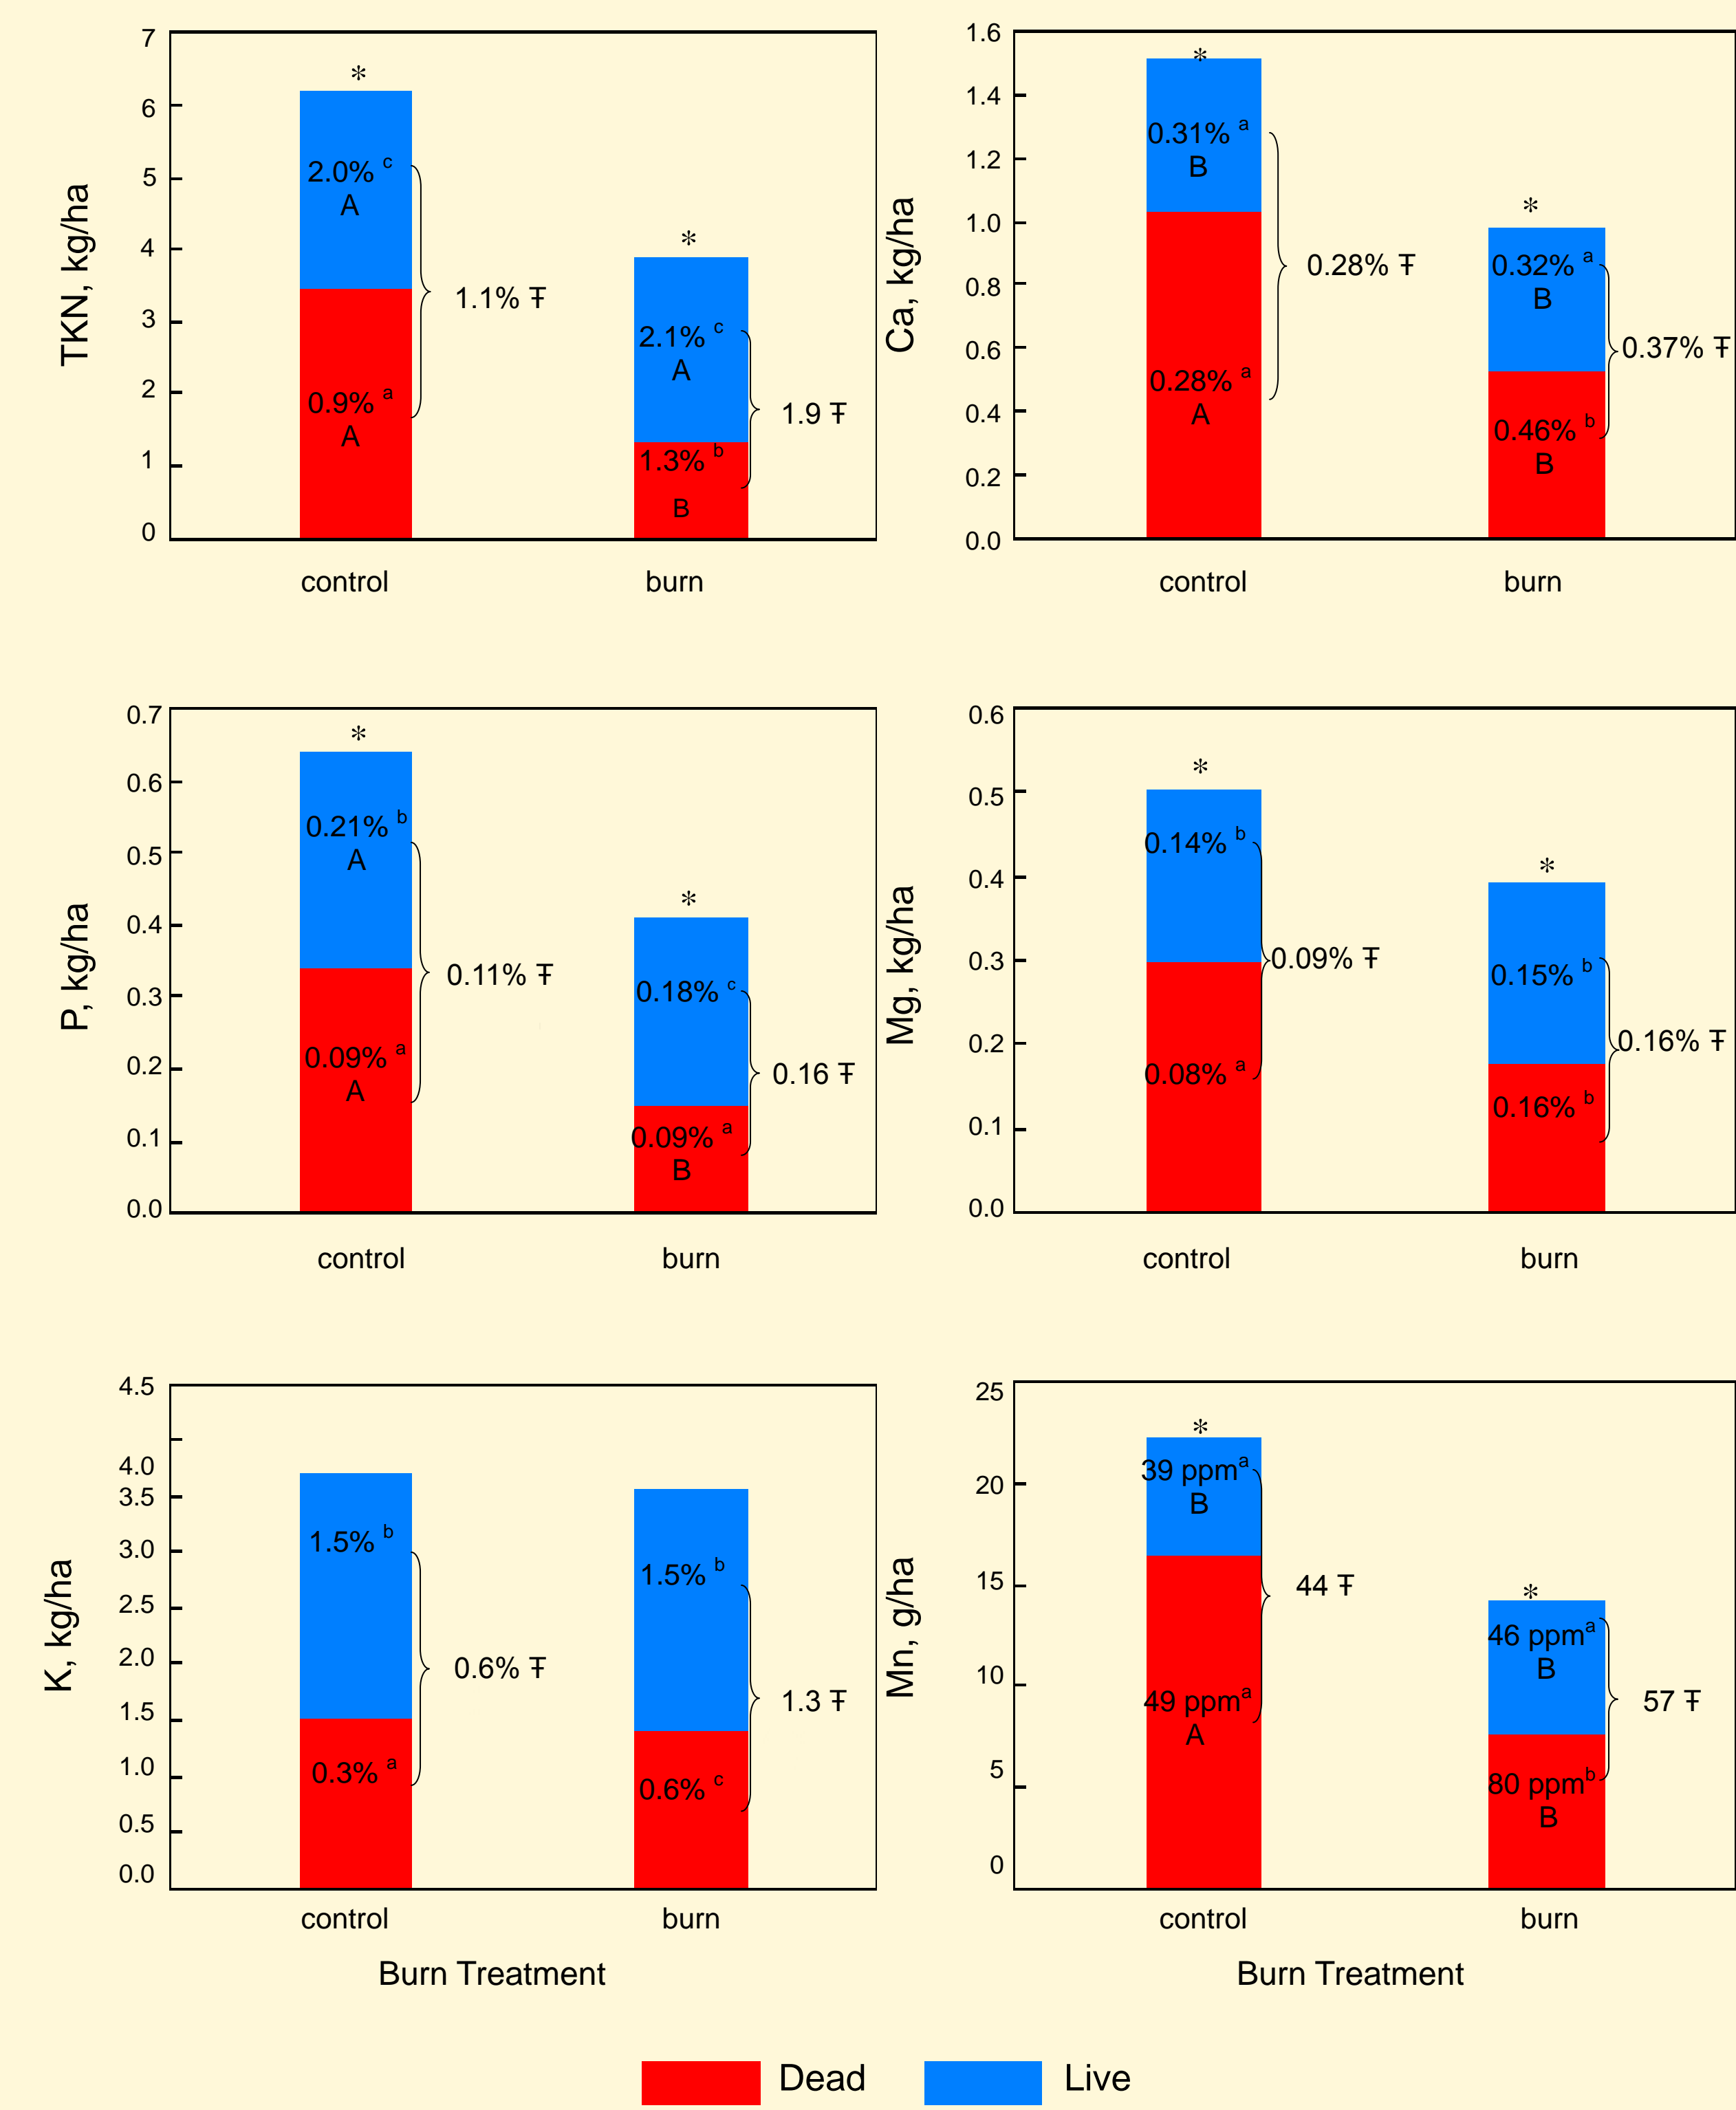 TKN, kg/ha
7
6
5
4
3
2
1
0
*
2.0% c
A
0.9% a
A
1.1% Ŧ
*
2.1% c
A
1.3% b
B
1.9 Ŧ
control
burn
Ca, kg/ha
1.6
1.4
1.2
1.0
0.8
0.6
0.4
0.2
0.0
*
0.31% a
B
0.28% a
A
0.28% Ŧ
*
0.32% a
B
0.46% b
B
0.37% Ŧ
control
burn
P, kg/ha
0.7
0.6
0.5
0.4
0.3
0.2
0.1
0.0
*
0.21% b
A
0.09% a
A
0.11% Ŧ
*
0.18% c
0.09% a
B
0.16 Ŧ
control
burn
Mg, kg/ha
0.6
0.5
0.4
0.3
0.2
0.1
0.0
*
0.14% b
0.08% a
0.09% Ŧ
*
0.15% b
0.16% b
0.16% Ŧ
control
burn
K, kg/ha
4.5
4.0
3.5
3.0
2.5
2.0
1.5
1.0
0.5
0.0
1.5% b
0.3% a
0.6% Ŧ
1.5% b
0.6% c
1.3 Ŧ
control
burn
Burn Treatment
Mn, g/ha
25
20
15
10
5
0
*
39 ppm a
B
49 ppm a
A
44 Ŧ
*
46 ppm a
B
80 ppm b
B
57 Ŧ
control
burn
Burn Treatment
Dead
Live